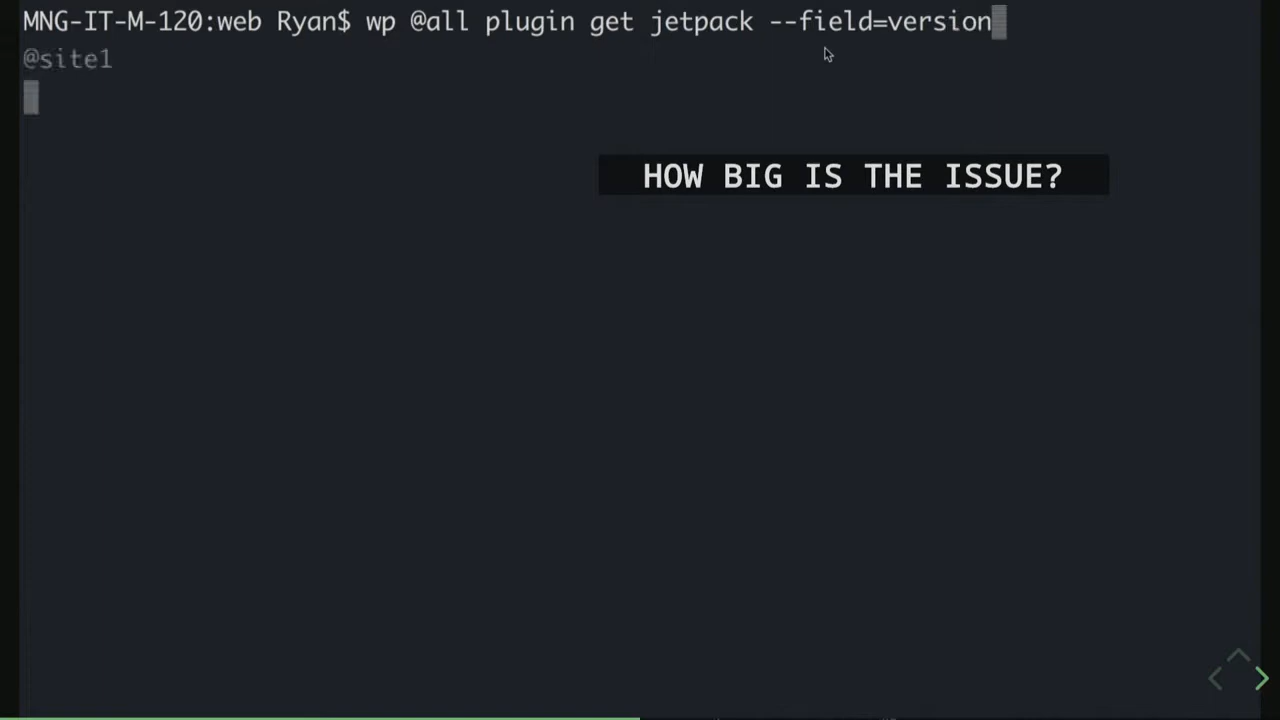 MNG-IT-M-120:web Ryan$ wp @all plugin get jetpack --field=version
@site1
HOW BIG IS THE ISSUE?